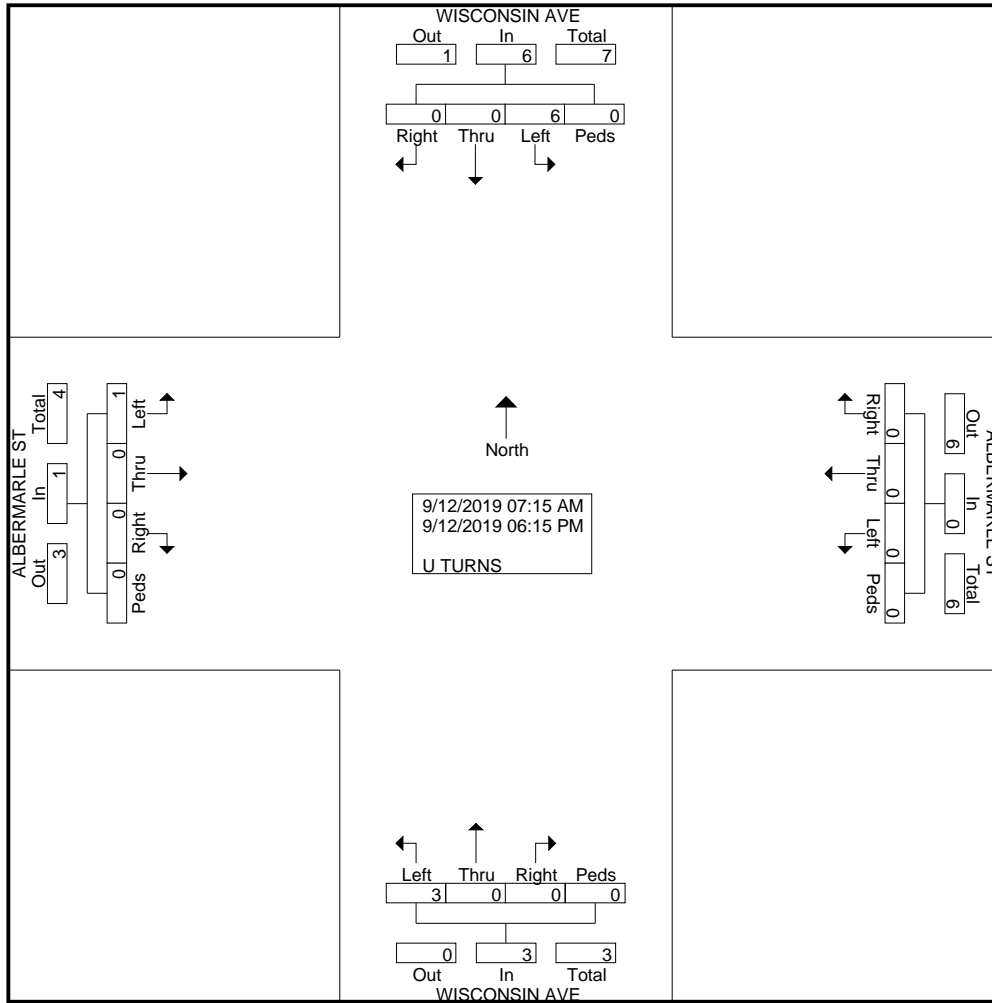 WISCONSIN AVE
Out In Total
1 6 7
0 0 6 0
Right Thru Left Peds
ALBERMARLE ST
Out In Total
3 1 4
Left Thru Right Peds
1 0 0 0
North
9/12/2019 07:15 AM
9/12/2019 06:15 PM
U TURNS
ALBERMARLE ST
Out In Total
6 0 6
Right Thru Left Peds
0 0 0 0
Left Thru Right Peds
3 0 0 0
0 3 3
Out In Total
WISCONSIN AVE